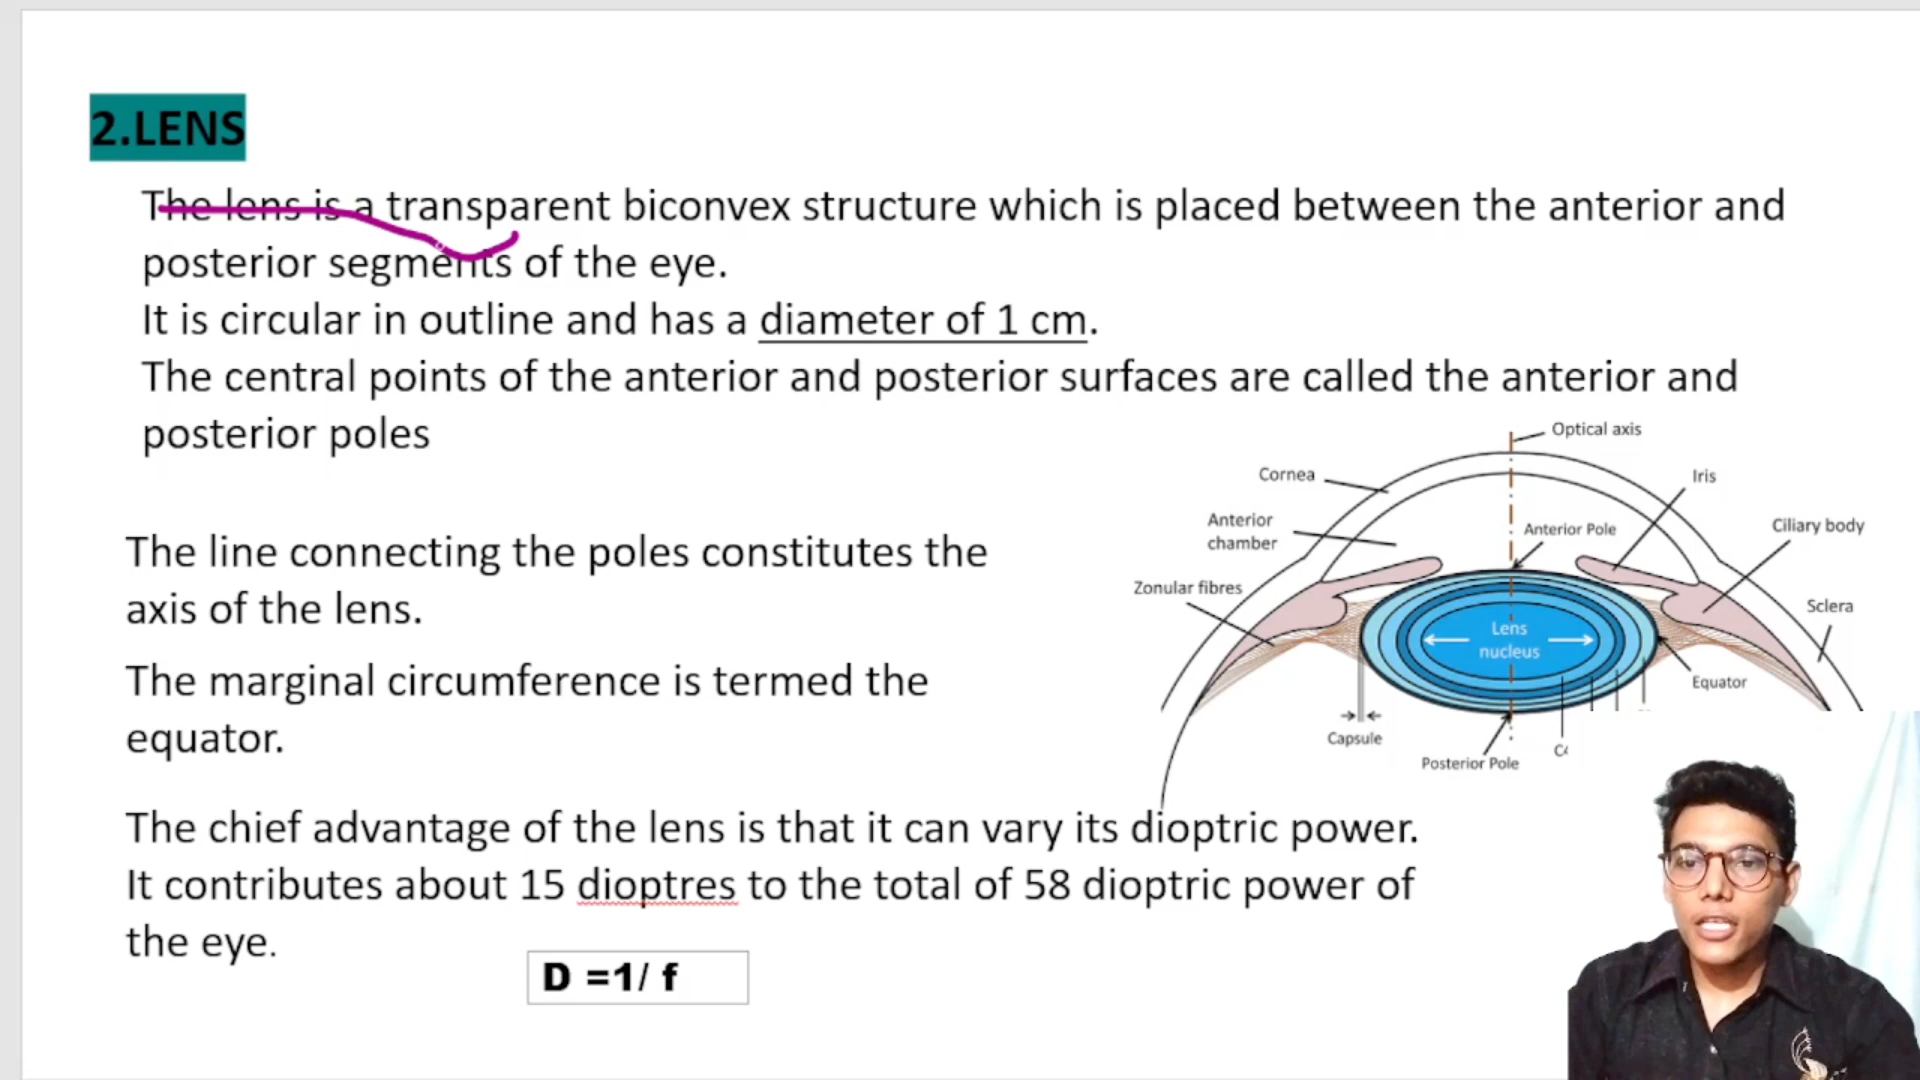 2.LENS
The lens is a transparent biconvex structure which is placed between the anterior and
posterior segments of the eye.
It is circular in outline and has a diameter of 1 cm.
The central points of the anterior and posterior surfaces are called the anterior and
posterior poles
The line connecting the poles constitutes the
axis of the lens.
The marginal circumference is termed the
equator.
The chief advantage of the lens is that it can vary its dioptric power.
It contributes about 15 dioptres to the total of 58 dioptric power of
the eye.
D =1/ f
Optical axis
Cornea
Iris
Anterior
chamber
Anterior Pole
Ciliary body
Zonular fibres
Sclera
Lens
nucleus
Equator
Capsule
Posterior Pole